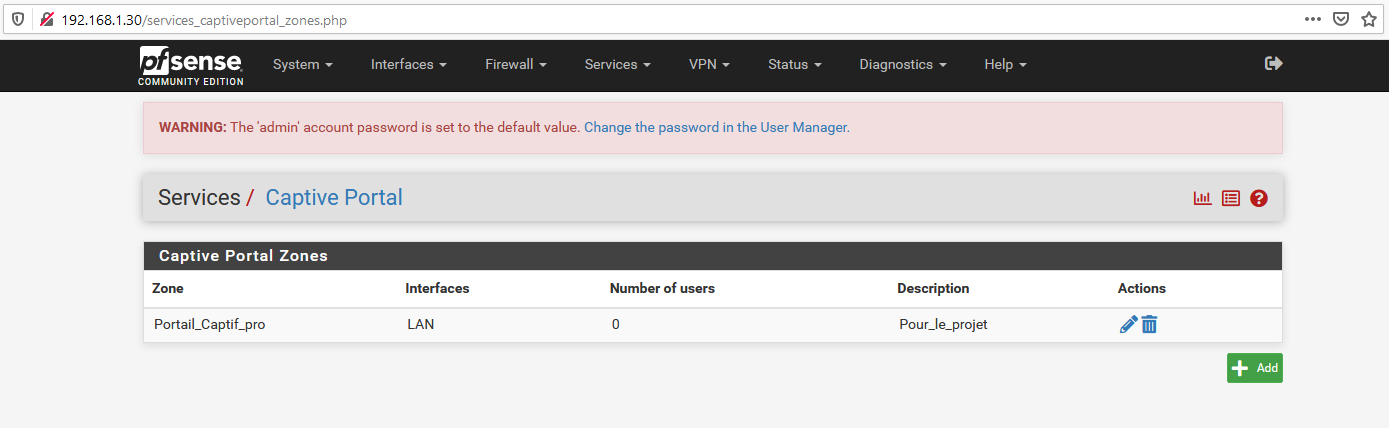 192.168.1.30/services_captiveportal_zones.php
pfsense COMMUNITY EDITION System Interfaces Firewall Services VPN Status Diagnostics Help
WARNING: The 'admin' account password is set to the default value. Change the password in the User Manager.
Services / Captive Portal
Captive Portal Zones
Zone Interfaces Number of users Description Actions
Portail_Captif_pro LAN 0 Pour_le_projet
Add